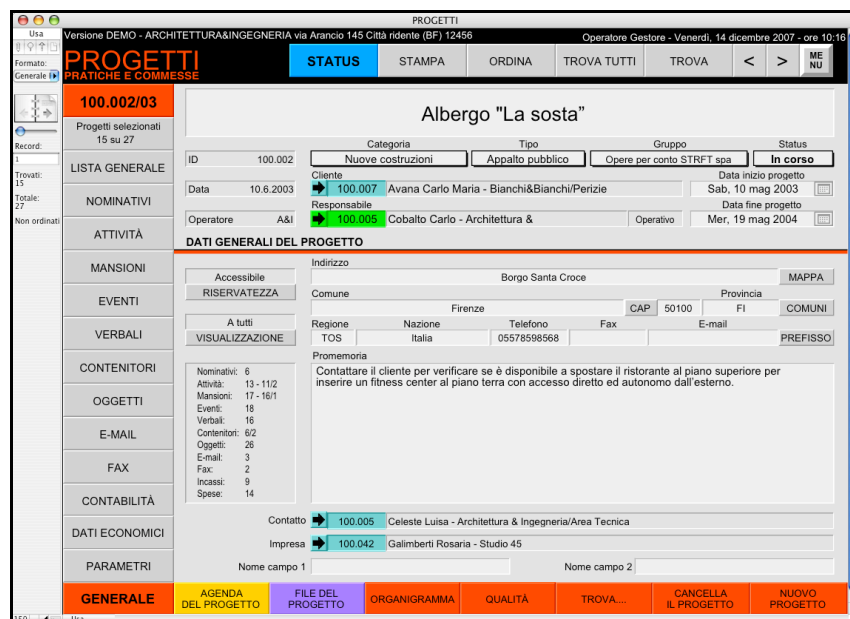 PROGETTI
Usa
Versione DEMO - ARCHITETTURA&INGEGNERIA via Arancio 145 Città ridente (BF) 12456
Operatore Gestore - Venerdì, 14 dicembre 2007 - ore 10:16
Formato:
Generale
PROGETTI
PRATICHE E COMMESSE
STATUS
STAMPA
ORDINA
TROVA TUTTI
TROVA
<
>
ME
NU
100.002/03
Progetti selezionati
15 su 27
Record:
1
Trovati:
15
Totale:
27
Non ordinati
LISTA GENERALE
NOMINATIVI
ATTIVITÀ
MANSIONI
EVENTI
VERBALI
CONTENITORI
OGGETTI
E-MAIL
FAX
CONTABILITÀ
DATI ECONOMICI
PARAMETRI
GENERALE
Albergo "La sosta”
Categoria Tipo Gruppo Status
ID 100.002 Nuove costruzioni Appalto pubblico Opere per conto STRFT spa In corso
Cliente Data inizio progetto
Data 10.6.2003 100.007 Avana Carlo Maria - Bianchi&Bianchi/Perizie Sab, 10 mag 2003
Responsabile Data fine progetto
Operatore A&I 100.005 Cobalto Carlo - Architettura & Operativo Mer, 19 mag 2004
DATI GENERALI DEL PROGETTO
Indirizzo
Accessibile Borgo Santa Croce MAPPA
RISERVATEZZA Comune Provincia
Firenze CAP 50100 FI COMUNI
A tutti Regione Nazione Telefono Fax E-mail
VISUALIZZAZIONE TOS Italia 05578598568 PREFISSO
Promemoria
Contattare il cliente per verificare se è disponibile a spostare il ristorante al piano superiore per
inserire un fitness center al piano terra con accesso diretto ed autonomo dall’esterno.
Nominativi: 6
Attività: 13 - 11/2
Mansioni: 17 - 16/1
Eventi: 18
Verbali: 16
Contenitori: 6/2
Oggetti: 26
E-mail: 3
Fax: 2
Incassi: 9
Spese: 14
Contatto 100.005 Celeste Luisa - Architettura & Ingegneria/Area Tecnica
Impresa 100.042 Galimberti Rosaria - Studio 45
Nome campo 1 Nome campo 2
AGENDA
DEL PROGETTO
FILE DEL
PROGETTO
ORGANIGRAMMA
QUALITÀ
TROVA....
CANCELLA
IL PROGETTO
NUOVO
PROGETTO